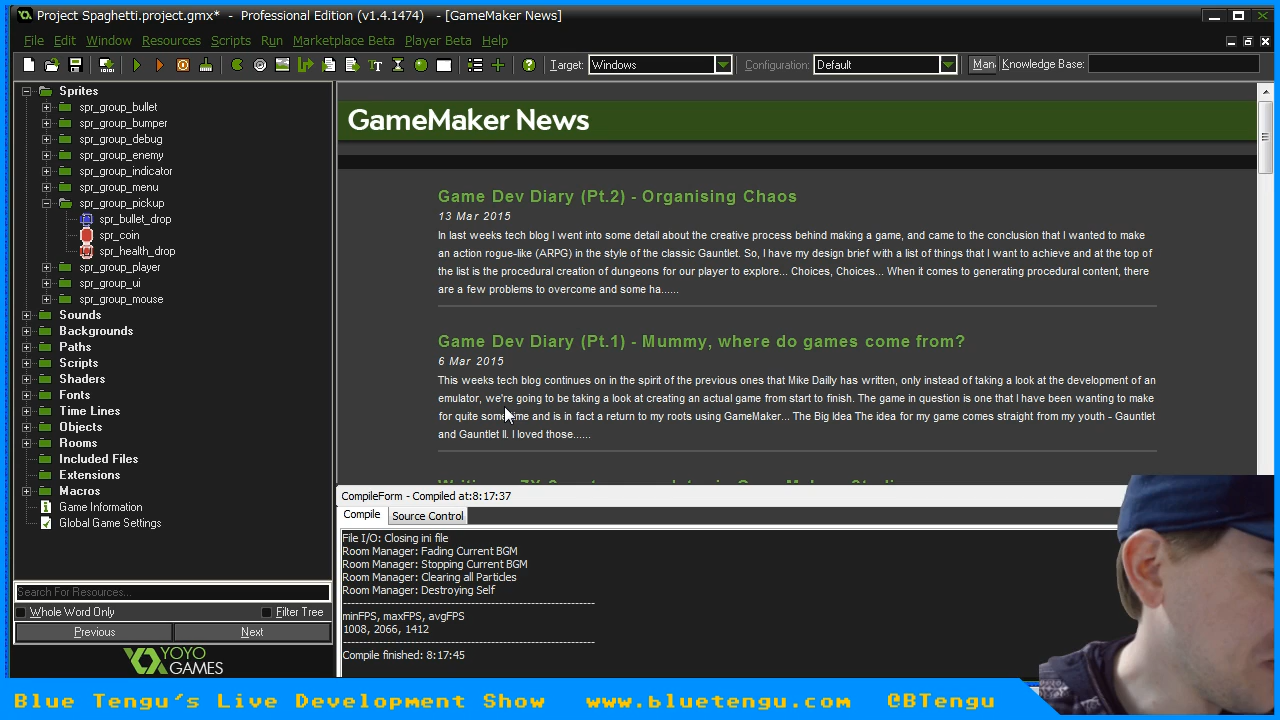 Project Spaghetti.project.gmx* - Professional Edition (v1.4.1474) - [GameMaker News]
File Edit Window Resources Scripts Run Marketplace Beta Player Beta Help
Target: Windows Configuration: Default Man Knowledge Base:
Sprites
spr_group_bullet
spr_group_bumper
spr_group_debug
spr_group_enemy
spr_group_indicator
spr_group_menu
spr_group_pickup
spr_bullet_drop
spr_coin
spr_health_drop
spr_group_player
spr_group_ui
spr_group_mouse
Sounds
Backgrounds
Paths
Scripts
Shaders
Fonts
Time Lines
Objects
Rooms
Included Files
Extensions
Macros
Game Information
Global Game Settings
Search For Resources...
Whole Word Only Filter Tree
Previous Next
YOYO
GAMES
GameMaker News
Game Dev Diary (Pt.2) - Organising Chaos
13 Mar 2015
In last weeks tech blog I went into some detail about the creative process behind making a game, and came to the conclusion that I wanted to make
an action rogue-like (ARPG) in the style of the classic Gauntlet. So, I have my design brief with a list of things that I want to achieve and at the top of
the list is the procedural creation of dungeons for our player to explore... Choices, Choices... When it comes to generating procedural content, there
are a few problems to overcome and some ha......
Game Dev Diary (Pt.1) - Mummy, where do games come from?
6 Mar 2015
This weeks tech blog continues on in the spirit of the previous ones that Mike Dailly has written, only instead of taking a look at the development of an
emulator, we're going to be taking a look at creating an actual game from start to finish. The game in question is one that I have been wanting to make
for quite sometime and is in fact a return to my roots using GameMaker... The Big Idea The idea for my game comes straight from my youth - Gauntlet
and Gauntlet II. I loved those......
CompileForm - Compiled at:8:17:37
Compile Source Control
File I/O: Closing ini file
Room Manager: Fading Current BGM
Room Manager: Stopping Current BGM
Room Manager: Clearing all Particles
Room Manager: Destroying Self
minFPS, maxFPS, avgFPS
1008, 2066, 1412
Compile finished: 8:17:45
Blue Tengu's Live Development Show www.bluetengu.com @BTengu